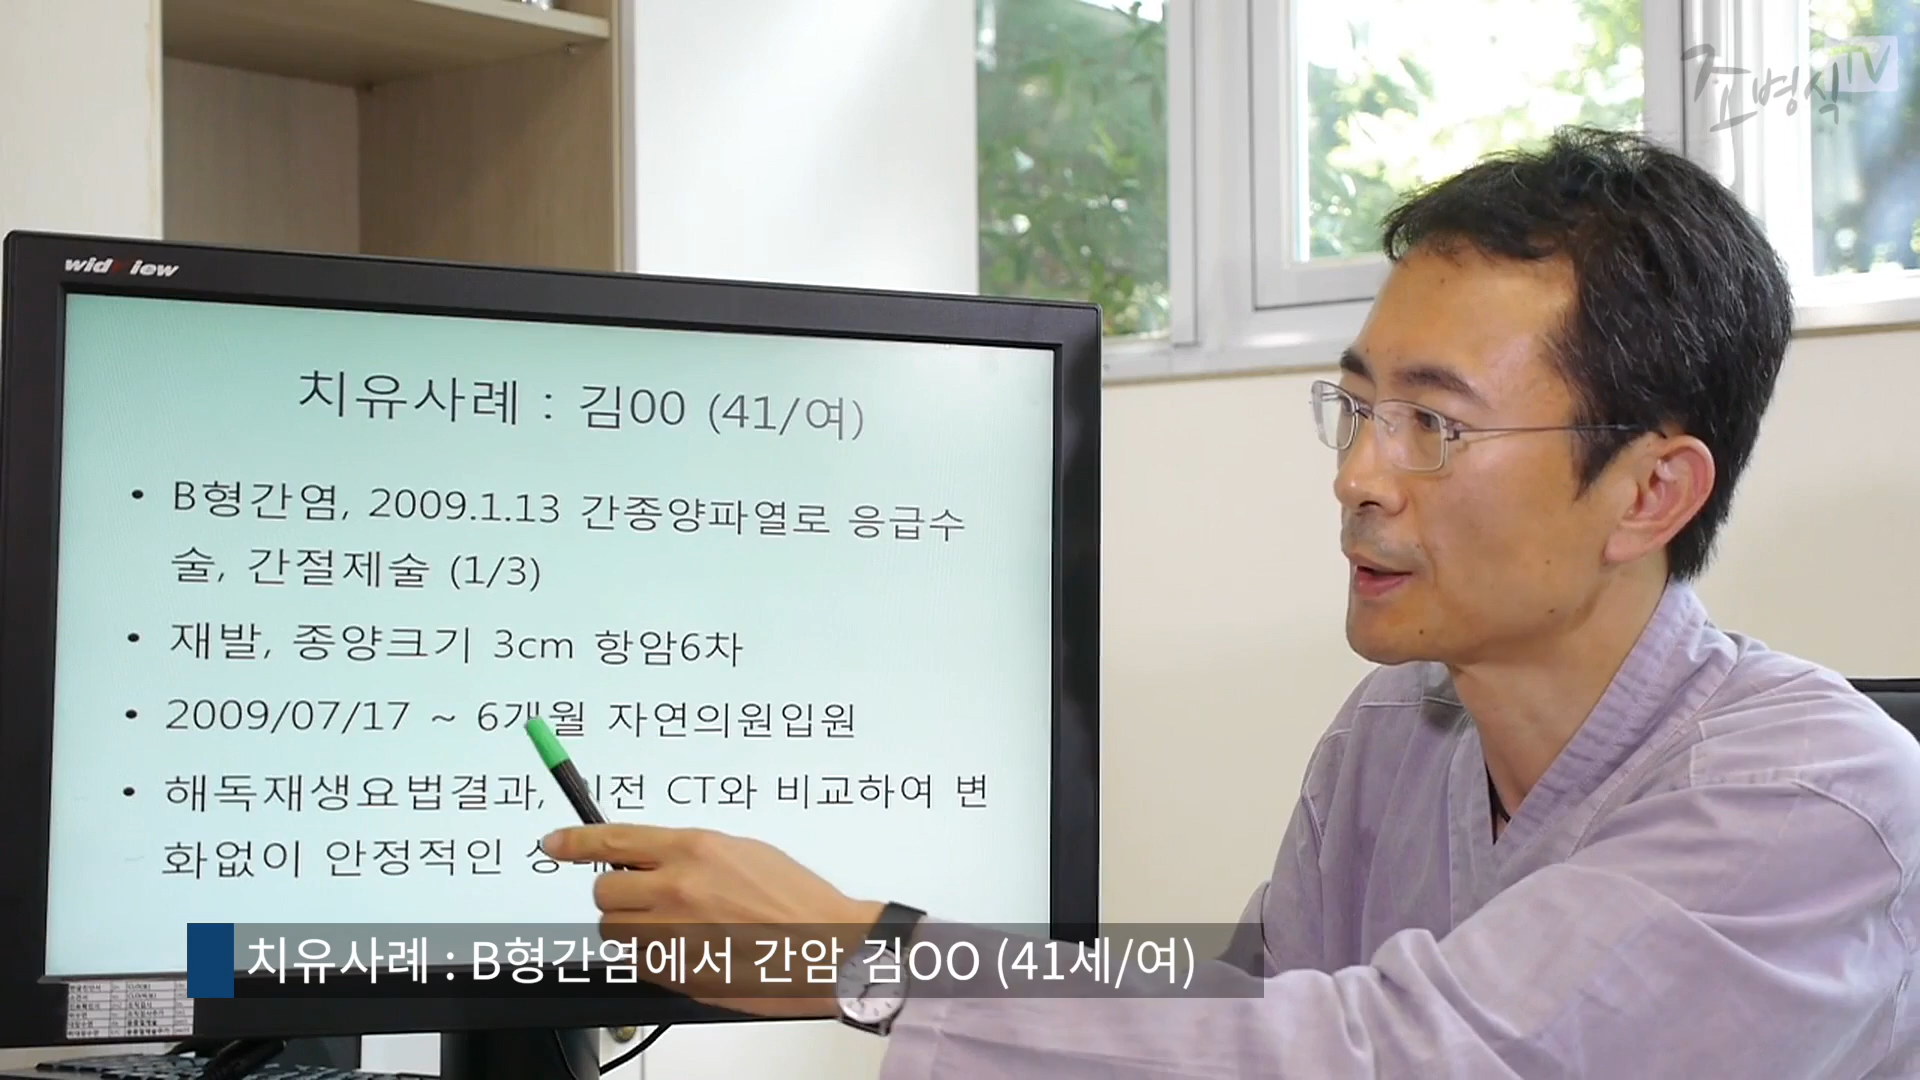 조병식TV
widView
치유사례 : 김00 (41/여)
• B형간염, 2009.1.13 간종양파열로 응급수
술, 간절제술 (1/3)
• 재발, 종양크기 3cm 항암6차
• 2009/07/17 ~ 6개월 자연의원입원
• 해독재생요법결과, 이전 CT와 비교하여 변
화없이 안정적인 상태
치유사례 : B형간염에서 간암 김OO (41세/여)